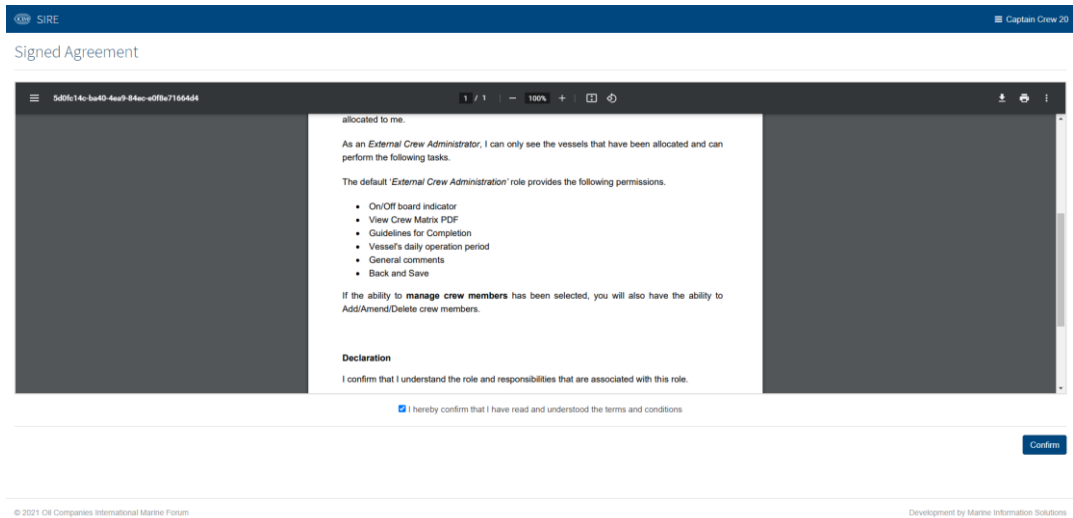 OCIMF SIRE
Captain Crew 20
Signed Agreement
5d0fc14c-ba40-4ea9-84ec-e0f8e71664d4
1 / 1
100%
allocated to me.
As an External Crew Administrator, I can only see the vessels that have been allocated and can
perform the following tasks.
The default 'External Crew Administration' role provides the following permissions.
• On/Off board indicator
• View Crew Matrix PDF
• Guidelines for Completion
• Vessel's daily operation period
• General comments
• Back and Save
If the ability to manage crew members has been selected, you will also have the ability to
Add/Amend/Delete crew members.
Declaration
I confirm that I understand the role and responsibilities that are associated with this role.
I hereby confirm that I have read and understood the terms and conditions
Confirm
© 2021 Oil Companies International Marine Forum
Development by Marine Information Solutions